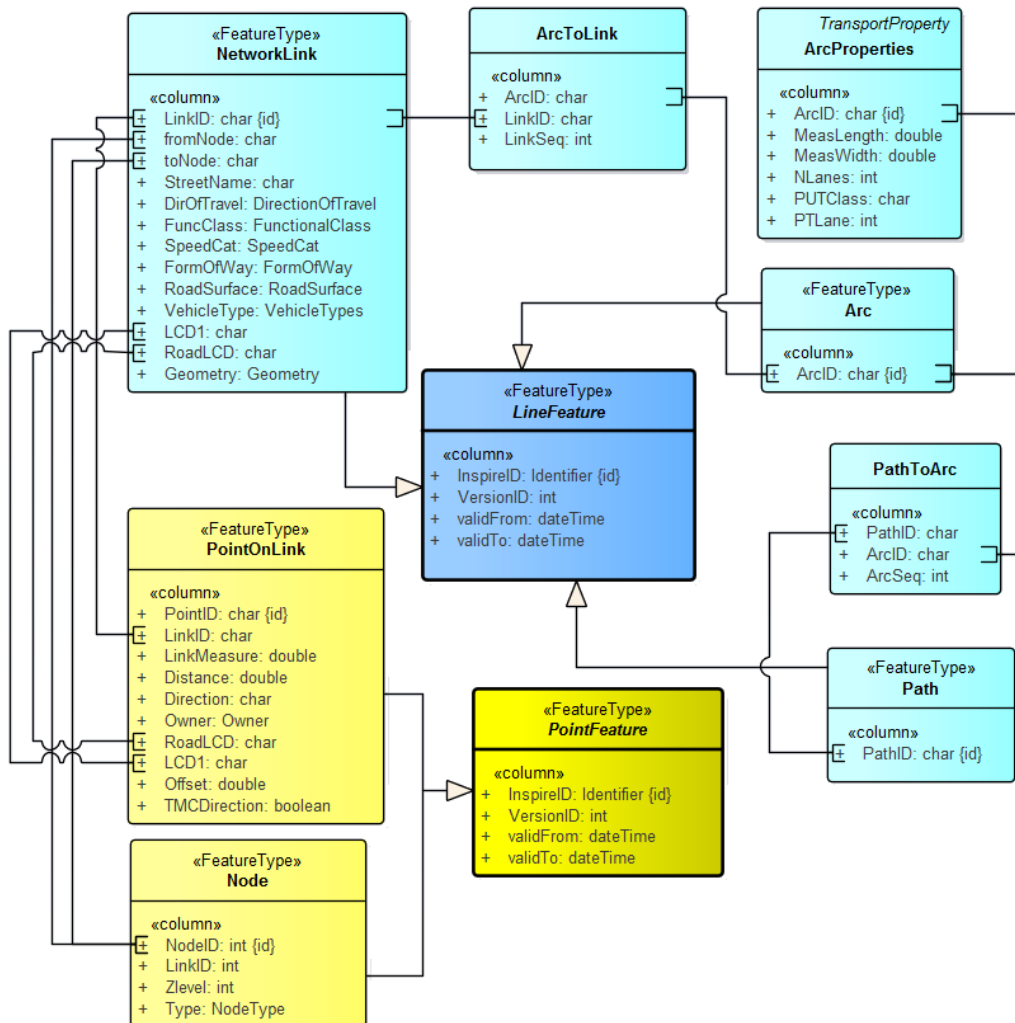 «FeatureType»
NetworkLink
«column»
+ LinkID: char {id}
+ fromNode: char
+ toNode: char
+ StreetName: char
+ DirOfTravel: DirectionOfTravel
+ FuncClass: FunctionalClass
+ SpeedCat: SpeedCat
+ FormOfWay: FormOfWay
+ RoadSurface: RoadSurface
+ VehicleType: VehicleTypes
+ LCD1: char
+ RoadLCD: char
+ Geometry: Geometry
ArcToLink
«column»
+ ArcID: char
+ LinkID: char
+ LinkSeq: int
TransportProperty
ArcProperties
«column»
+ ArcID: char {id}
+ MeasLength: double
+ MeasWidth: double
+ NLanes: int
+ PUTClass: char
+ PTLane: int
«FeatureType»
Arc
«column»
+ ArcID: char {id}
«FeatureType»
LineFeature
«column»
+ InspireID: Identifier {id}
+ VersionID: int
+ validFrom: dateTime
+ validTo: dateTime
PathToArc
«column»
+ PathID: char
+ ArcID: char
+ ArcSeq: int
«FeatureType»
PointOnLink
«column»
+ PointID: char {id}
+ LinkID: char
+ LinkMeasure: double
+ Distance: double
+ Direction: char
+ Owner: Owner
+ RoadLCD: char
+ LCD1: char
+ Offset: double
+ TMCDirection: boolean
«FeatureType»
Path
«column»
+ PathID: char {id}
«FeatureType»
PointFeature
«column»
+ InspireID: Identifier {id}
+ VersionID: int
+ validFrom: dateTime
+ validTo: dateTime
«FeatureType»
Node
«column»
+ NodeID: int {id}
+ LinkID: int
+ Zlevel: int
+ Type: NodeType